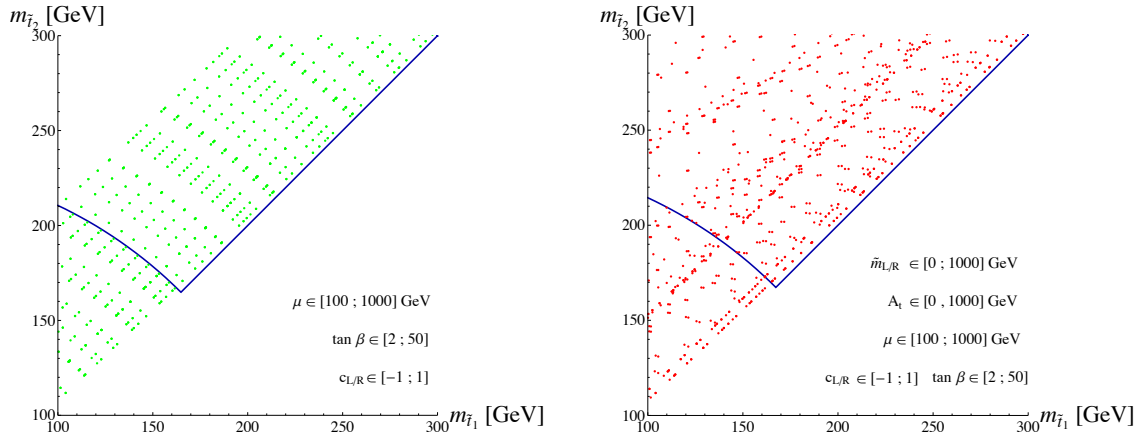 m_{t̃_2} [GeV]
300
250
200
150
100
100 150 200 250 300
m_{t̃_1} [GeV]
μ ∈ [100 ; 1000] GeV
tan β ∈ [2 ; 50]
c_{L/R} ∈ [-1 ; 1]
m_{t̃_2} [GeV]
300
250
200
150
100
100 150 200 250 300
m_{t̃_1} [GeV]
m̃_{L/R} ∈ [0 ; 1000] GeV
A_t ∈ [0 , 1000] GeV
μ ∈ [100 ; 1000] GeV
c_{L/R} ∈ [-1 ; 1] tan β ∈ [2 ; 50]